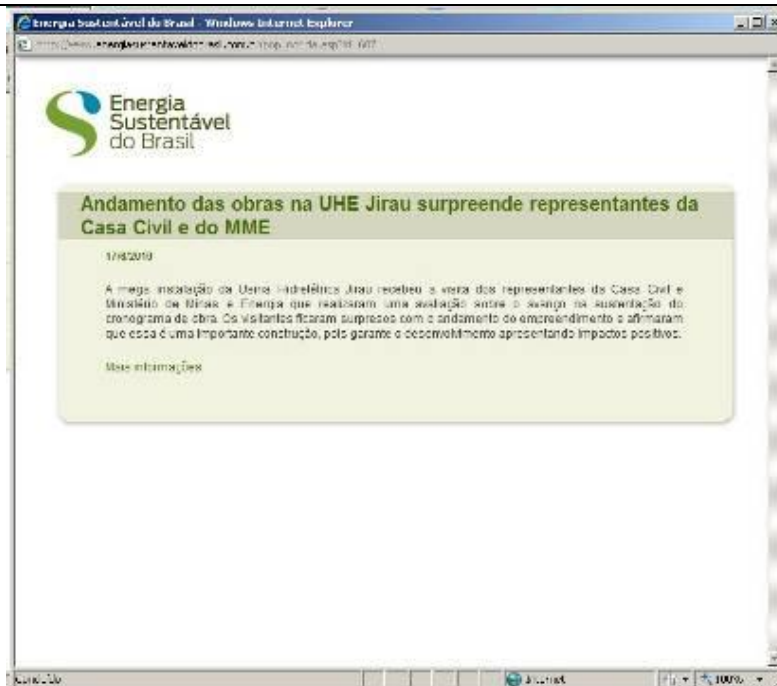 Energia Sustentável do Brasil - Windows Internet Explorer
Energia
Sustentável
do Brasil
Andamento das obras na UHE Jirau surpreende representantes da
Casa Civil e do MME
A mega instalação da Usina Hidrelétrica Jirau recebeu a visita dos representantes da Casa Civil e
Ministério de Minas e Energia que realizaram uma avaliação sobre o avanço na sustentação do
cronograma de obra. Os visitantes ficaram surpresos com o andamento do empreendimento e afirmaram
que essa é uma importante construção, pois garante o desenvolvimento apresentando impactos positivos.
Mais informações
Concluído
Internet
100%